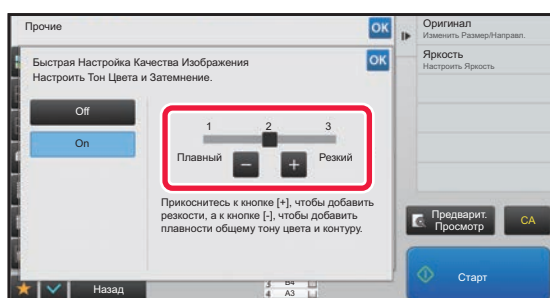 Прочие
OK
Быстрая Настройка Качества Изображения
Настроить Тон Цвета и Затемнение.
OK
Off
On
1 2 3
Плавный − + Резкий
Прикоснитесь к кнопке [+], чтобы добавить
резкости, а к кнопке [-], чтобы добавить
плавности общему тону цвета и контуру.
Назад
3 B4
4 A3
Оригинал
Изменить Размер/Направл.
Яркость
Настроить Яркость
Предварит.
Просмотр
CA
Старт